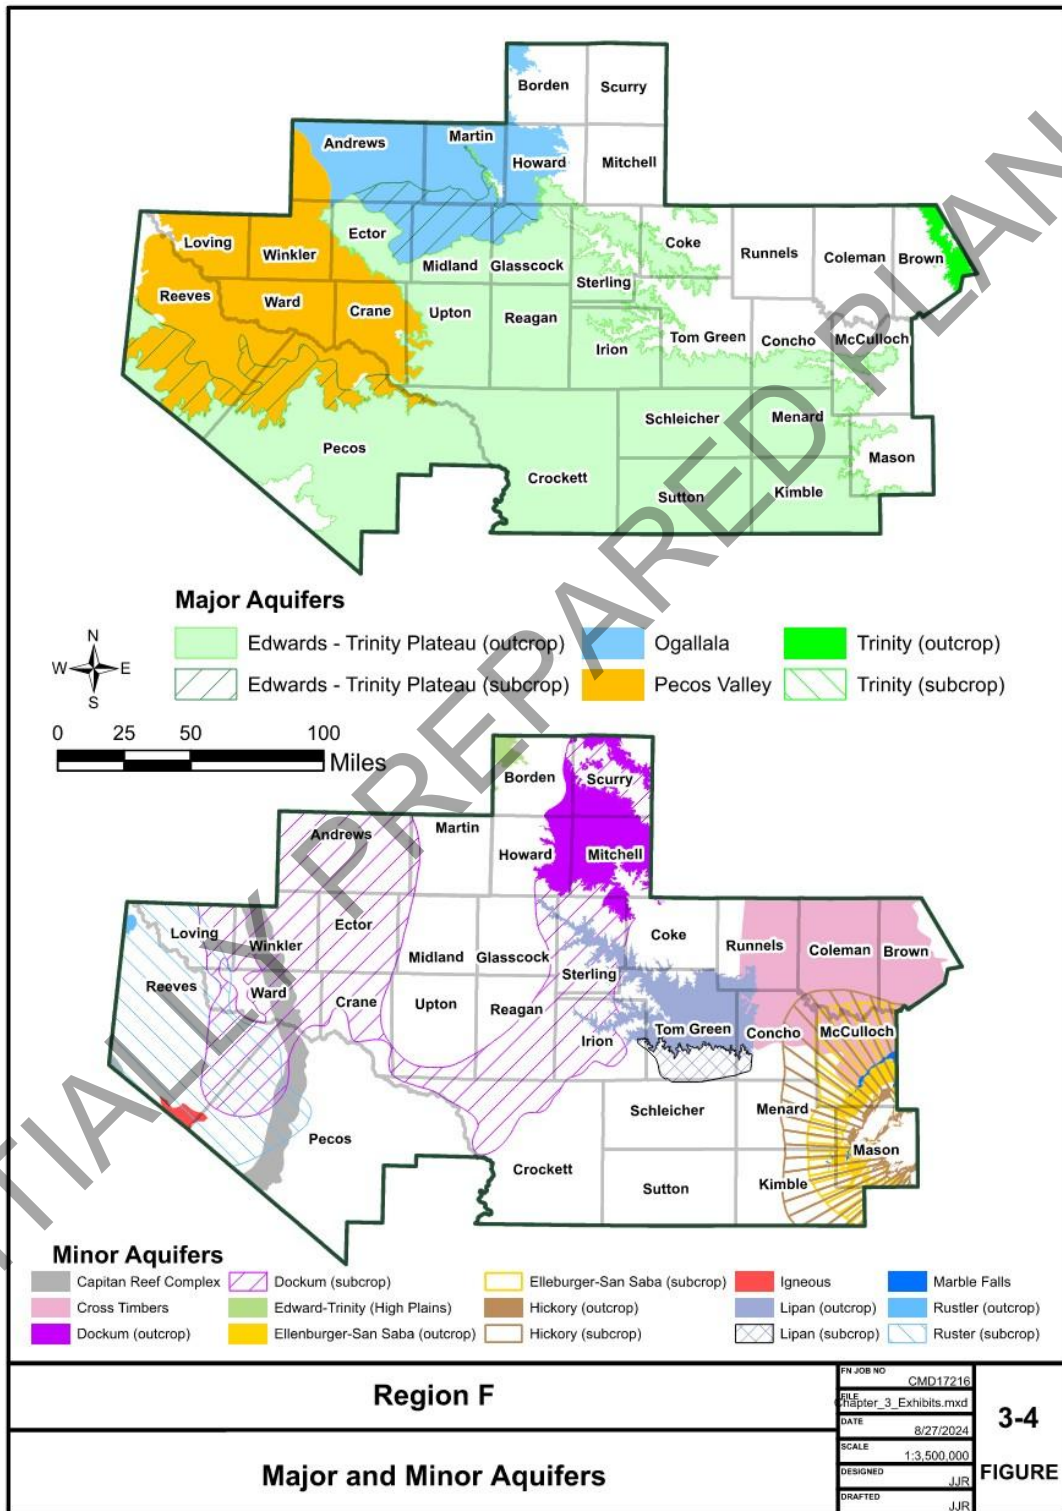 Borden Scurry
Andrews Martin Howard Mitchell
Loving Winkler Ector Midland Glasscock Sterling Coke Runnels Coleman Brown
Reeves Ward Crane Upton Reagan Irion Tom Green Concho McCulloch
Pecos Crockett Schleicher Menard Mason
Sutton Kimble
Major Aquifers
Edwards - Trinity Plateau (outcrop) Ogallala Trinity (outcrop)
Edwards - Trinity Plateau (subcrop) Pecos Valley Trinity (subcrop)
N
W E
S
0 25 50 100
Miles
Borden Scurry
Andrews Martin Howard Mitchell
Loving Winkler Ector Midland Glasscock Sterling Coke Runnels Coleman Brown
Reeves Ward Crane Upton Reagan Irion Tom Green Concho McCulloch
Pecos Crockett Schleicher Menard Mason
Sutton Kimble
Minor Aquifers
Capitan Reef Complex Dockum (subcrop) Elleburger-San Saba (subcrop) Igneous Marble Falls
Cross Timbers Edward-Trinity (High Plains) Hickory (outcrop) Lipan (outcrop) Rustler (outcrop)
Dockum (outcrop) Ellenburger-San Saba (outcrop) Hickory (subcrop) Lipan (subcrop) Ruster (subcrop)
TIALLY PREPARED PLAN
Region F
Major and Minor Aquifers
FN JOB NO
CMD17216
FILE
Chapter_3_Exhibits.mxd
DATE
8/27/2024
SCALE
1:3,500,000
DESIGNED
JJR
DRAFTED
JJR
3-4
FIGURE